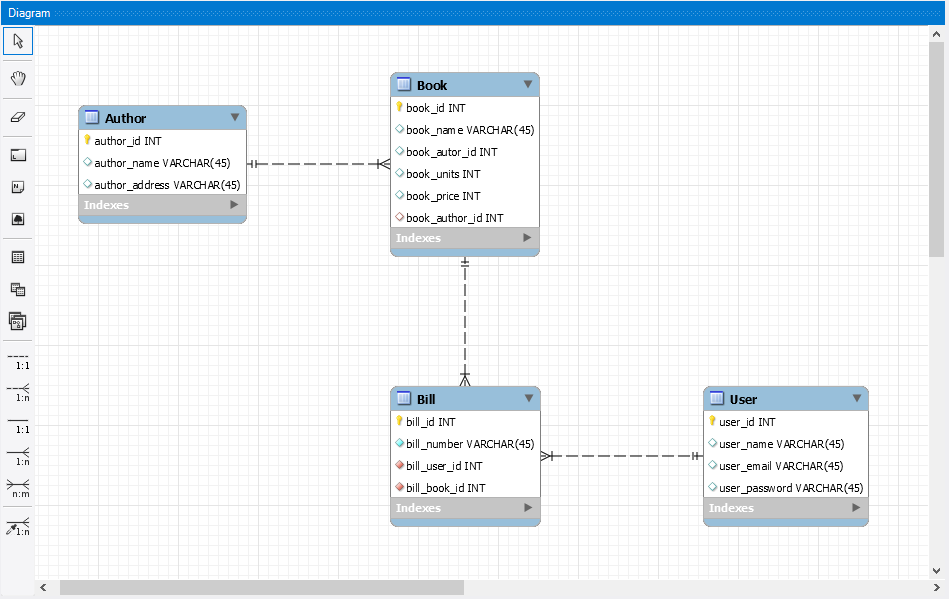 Diagram
Author
author_id INT
author_name VARCHAR(45)
author_address VARCHAR(45)
Indexes
Book
book_id INT
book_name VARCHAR(45)
book_autor_id INT
book_units INT
book_price INT
book_author_id INT
Indexes
Bill
bill_id INT
bill_number VARCHAR(45)
bill_user_id INT
bill_book_id INT
Indexes
User
user_id INT
user_name VARCHAR(45)
user_email VARCHAR(45)
user_password VARCHAR(45)
Indexes
1:1
1:n
1:1
1:n
n:m
1:n